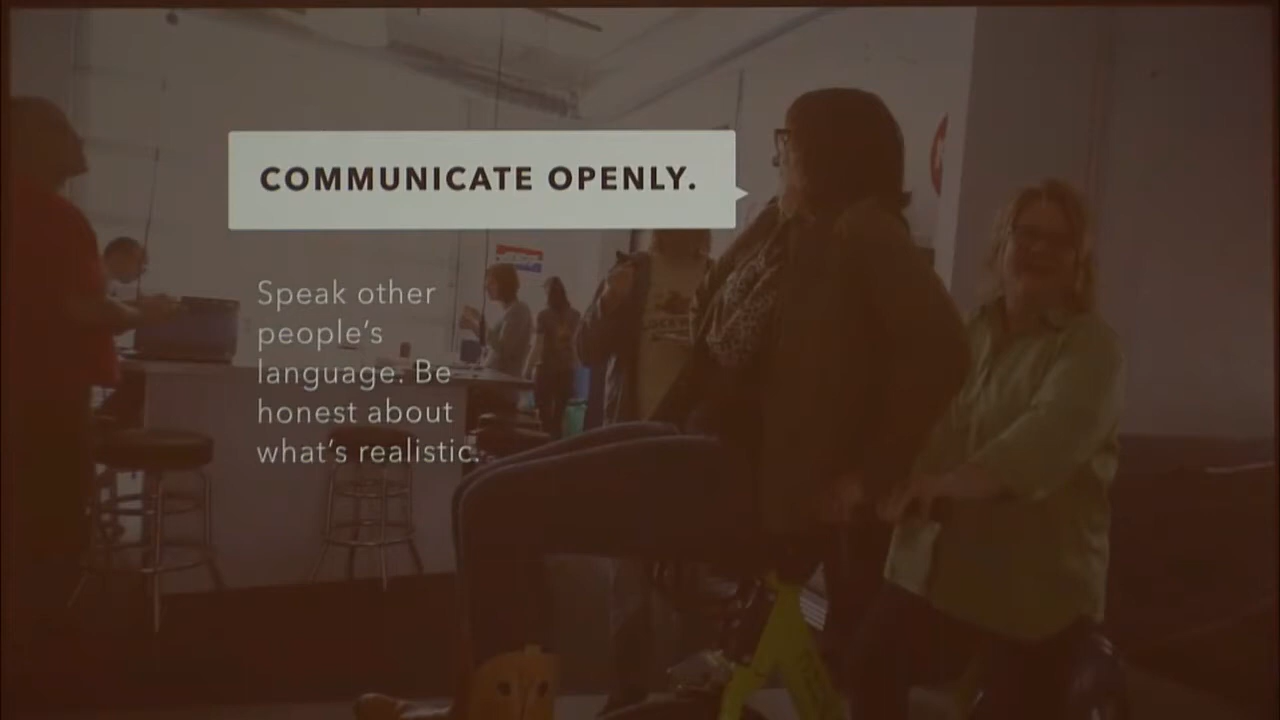 COMMUNICATE OPENLY.
Speak other
people's
language. Be
honest about
what's realistic.